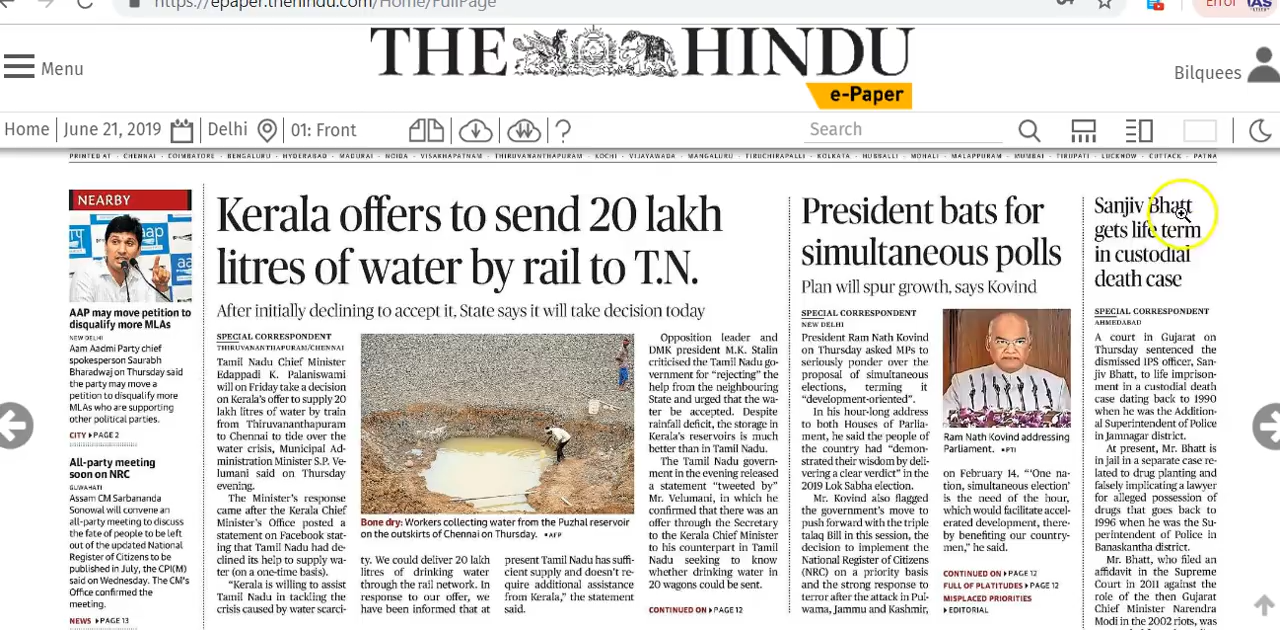 https://epaper.thehindu.com/Home/FullPage
Error
IAS
THE HINDU
e-Paper
Menu
Bilquees
Home
June 21, 2019
Delhi
01: Front
?
Search
PRINTED AT · CHENNAI · COIMBATORE · BENGALURU · HYDERABAD · MADURAI · NOIDA · VISAKHAPATNAM · THIRUVANANTHAPURAM · KOCHI · VIJAYAWADA · MANGALURU · TIRUCHIRAPALLI · KOLKATA · HUBBALLI · MOHALI · MALAPPURAM · MUMBAI · TIRUPATI · LUCKNOW · CUTTACK · PATNA
NEARBY
aap
AAP may move petition to
disqualify more MLAs
NEW DELHI
Aam Aadmi Party chief
spokesperson Saurabh
Bharadwaj on Thursday said
the party may move a
petition to disqualify more
MLAs who are supporting
other political parties.
CITY PAGE 2
All-party meeting
soon on NRC
GUWAHATI
Assam CM Sarbananda
Sonowal will convene an
all-party meeting to discuss
the fate of people to be left
out of the updated National
Register of Citizens to be
published in July, the CPI(M)
said on Wednesday. The CM's
Office confirmed the
meeting.
NEWS PAGE 13
Kerala offers to send 20 lakh
litres of water by rail to T.N.
After initially declining to accept it, State says it will take decision today
SPECIAL CORRESPONDENT
THIRUVANANTHAPURAM/CHENNAI
Tamil Nadu Chief Minister
Edappadi K. Palaniswami
will on Friday take a decision
on Kerala's offer to supply 20
lakh litres of water by train
from Thiruvananthapuram
to Chennai to tide over the
water crisis, Municipal Ad-
ministration Minister S.P. Ve-
lumani said on Thursday
evening.
The Minister's response
came after the Kerala Chief
Minister's Office posted a
statement on Facebook stat-
ing that Tamil Nadu had de-
clined its help to supply wa-
ter (on a one-time basis).
"Kerala is willing to assist
Tamil Nadu in tackling the
crisis caused by water scarci-
Bone dry: Workers collecting water from the Puzhal reservoir
on the outskirts of Chennai on Thursday. •AFP
ty. We could deliver 20 lakh
litres of drinking water
through the rail network. In
response to our offer, we
have been informed that at
present Tamil Nadu has suffi-
cient supply and doesn't re-
quire additional assistance
from Kerala," the statement
said.
Opposition leader and
DMK president M.K. Stalin
criticised the Tamil Nadu go-
vernment for "rejecting" the
help from the neighbouring
State and urged that the wa-
ter be accepted. Despite
rainfall deficit, the storage in
Kerala's reservoirs is much
better than in Tamil Nadu.
The Tamil Nadu govern-
ment in the evening released
a statement "tweeted by"
Mr. Velumani, in which he
confirmed that there was an
offer through the Secretary
to the Kerala Chief Minister
to his counterpart in Tamil
Nadu seeking to know
whether drinking water in
20 wagons could be sent.
CONTINUED ON PAGE 12
President bats for
simultaneous polls
Plan will spur growth, says Kovind
SPECIAL CORRESPONDENT
NEW DELHI
President Ram Nath Kovind
on Thursday asked MPs to
seriously ponder over the
proposal of simultaneous
elections, terming it
"development-oriented".
In his hour-long address
to both Houses of Parlia-
ment, he said the people of
the country had "demon-
strated their wisdom by deli-
vering a clear verdict" in the
2019 Lok Sabha election.
Mr. Kovind also flagged
the government's move to
push forward with the triple
talaq Bill in this session, the
decision to implement the
National Register of Citizens
(NRC) on a priority basis
and the strong response to
terror after the attack in Pul-
wama, Jammu and Kashmir,
Ram Nath Kovind addressing
Parliament. •PTI
on February 14. "'One na-
tion, simultaneous election'
is the need of the hour,
which would facilitate accel-
erated development, there-
by benefiting our country-
men," he said.
CONTINUED ON PAGE 12
FULL OF PLATITUDES PAGE 12
MISPLACED PRIORITIES
EDITORIAL
Sanjiv Bhatt
gets life term
in custodial
death case
SPECIAL CORRESPONDENT
AHMEDABAD
A court in Gujarat on
Thursday sentenced the
dismissed IPS officer, San-
jiv Bhatt, to life imprison-
ment in a custodial death
case dating back to 1990
when he was the Addition-
al Superintendent of Police
in Jamnagar district.
At present, Mr. Bhatt is
in jail in a separate case re-
lated to drug planting and
falsely implicating a lawyer
for alleged possession of
drugs that goes back to
1996 when he was the Su-
perintendent of Police in
Banaskantha district.
Mr. Bhatt, who filed an
affidavit in the Supreme
Court in 2011 against the
role of the then Gujarat
Chief Minister Narendra
Modi in the 2002 riots, was